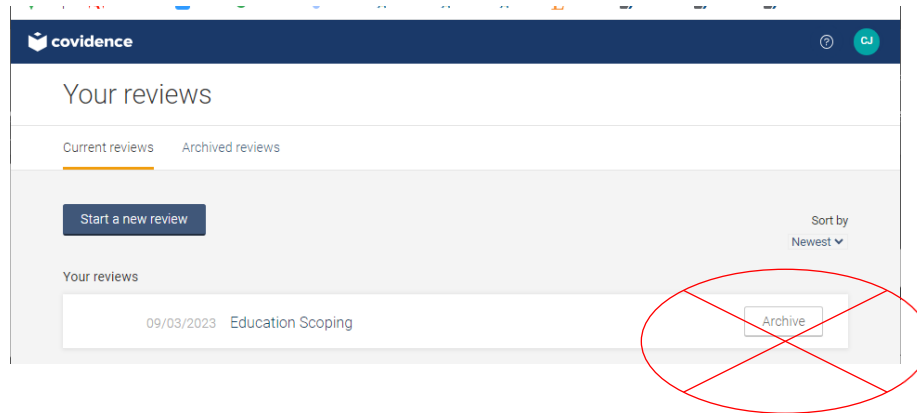 covidence
CJ
Your reviews
Current reviews Archived reviews
Start a new review
Sort by
Newest
Your reviews
09/03/2023 Education Scoping Archive